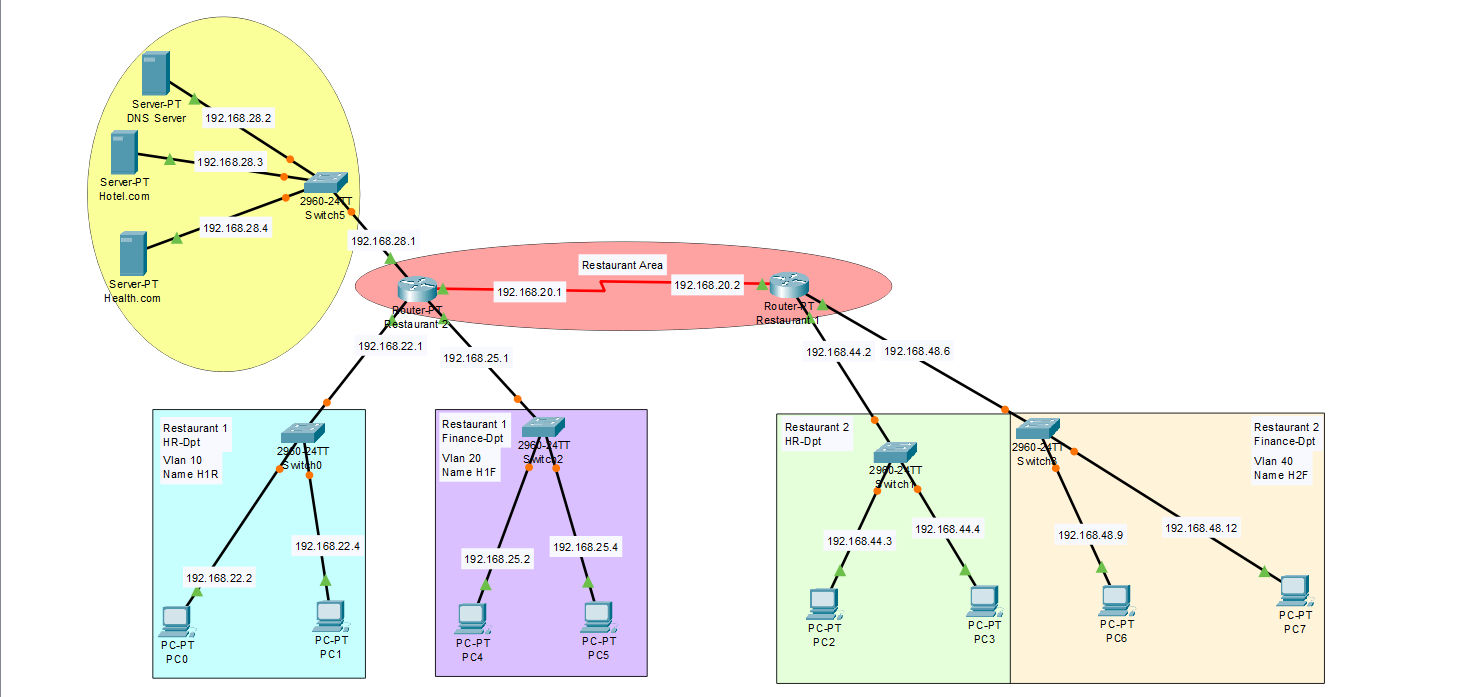 Server-PT
DNS Server
192.168.28.2
192.168.28.3
Server-PT
Hotel.com
2960-24TT
Switch5
192.168.28.4
192.168.28.1
Server-PT
Health.com
Restaurant Area
192.168.20.1
192.168.20.2
Router-PT
Restaurant 2
Router-PT
Restaurant 1
192.168.22.1
192.168.25.1
192.168.44.2
192.168.48.6
Restaurant 1
HR-Dpt
Vlan 10
Name H1R
2960-24TT
Switch0
192.168.22.4
192.168.22.2
PC-PT
PC0
PC-PT
PC1
Restaurant 1
Finance-Dpt
Vlan 20
Name H1F
2960-24TT
Switch2
192.168.25.2
192.168.25.4
PC-PT
PC4
PC-PT
PC5
Restaurant 2
HR-Dpt
2960-24TT
Switch1
192.168.44.3
192.168.44.4
PC-PT
PC2
PC-PT
PC3
2960-24TT
Switch3
Restaurant 2
Finance-Dpt
Vlan 40
Name H2F
192.168.48.9
192.168.48.12
PC-PT
PC6
PC-PT
PC7